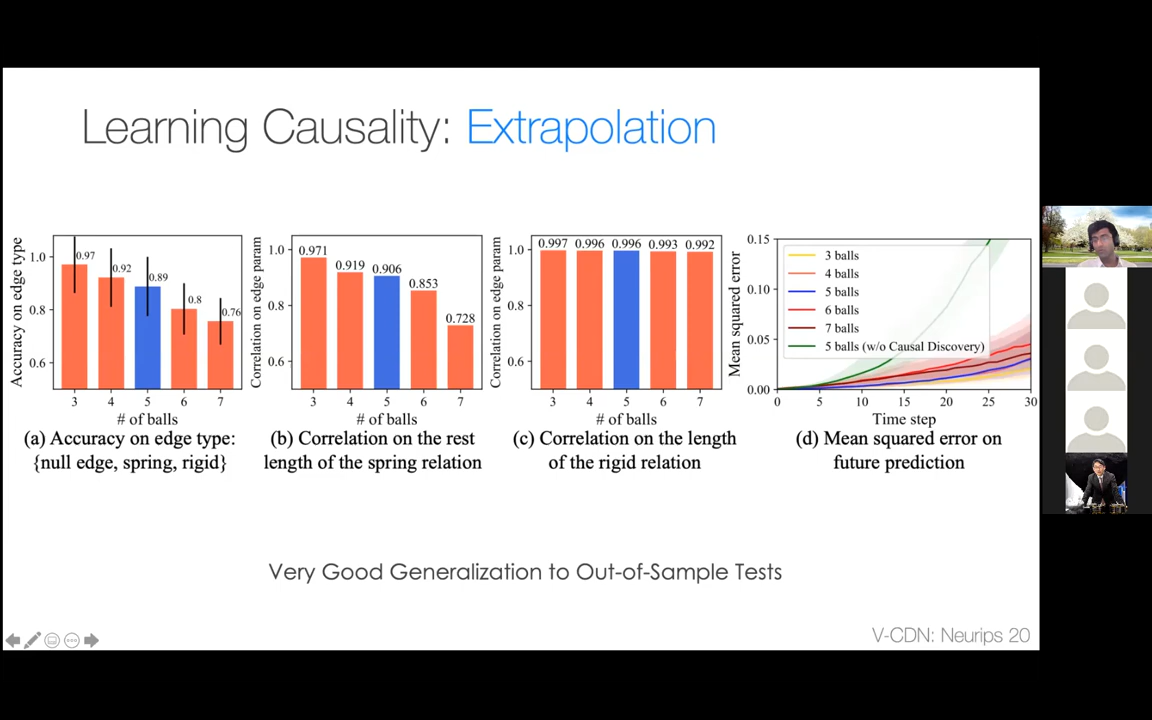 Learning Causality: Extrapolation
Accuracy on edge type
1.0
0.8
0.6
0.97
0.92
0.89
0.8
0.76
3 4 5 6 7
# of balls
(a) Accuracy on edge type:
{null edge, spring, rigid}
Correlation on edge param
1.0
0.8
0.6
0.971
0.919
0.906
0.853
0.728
3 4 5 6 7
# of balls
(b) Correlation on the rest
length of the spring relation
Correlation on edge param
1.0
0.8
0.6
0.997 0.996 0.996 0.993 0.992
3 4 5 6 7
# of balls
(c) Correlation on the length
of the rigid relation
Mean squared error
0.15
0.10
0.05
0.00
3 balls
4 balls
5 balls
6 balls
7 balls
5 balls (w/o Causal Discovery)
0 5 10 15 20 25 30
Time step
(d) Mean squared error on
future prediction
Very Good Generalization to Out-of-Sample Tests
V-CDN: Neurips 20